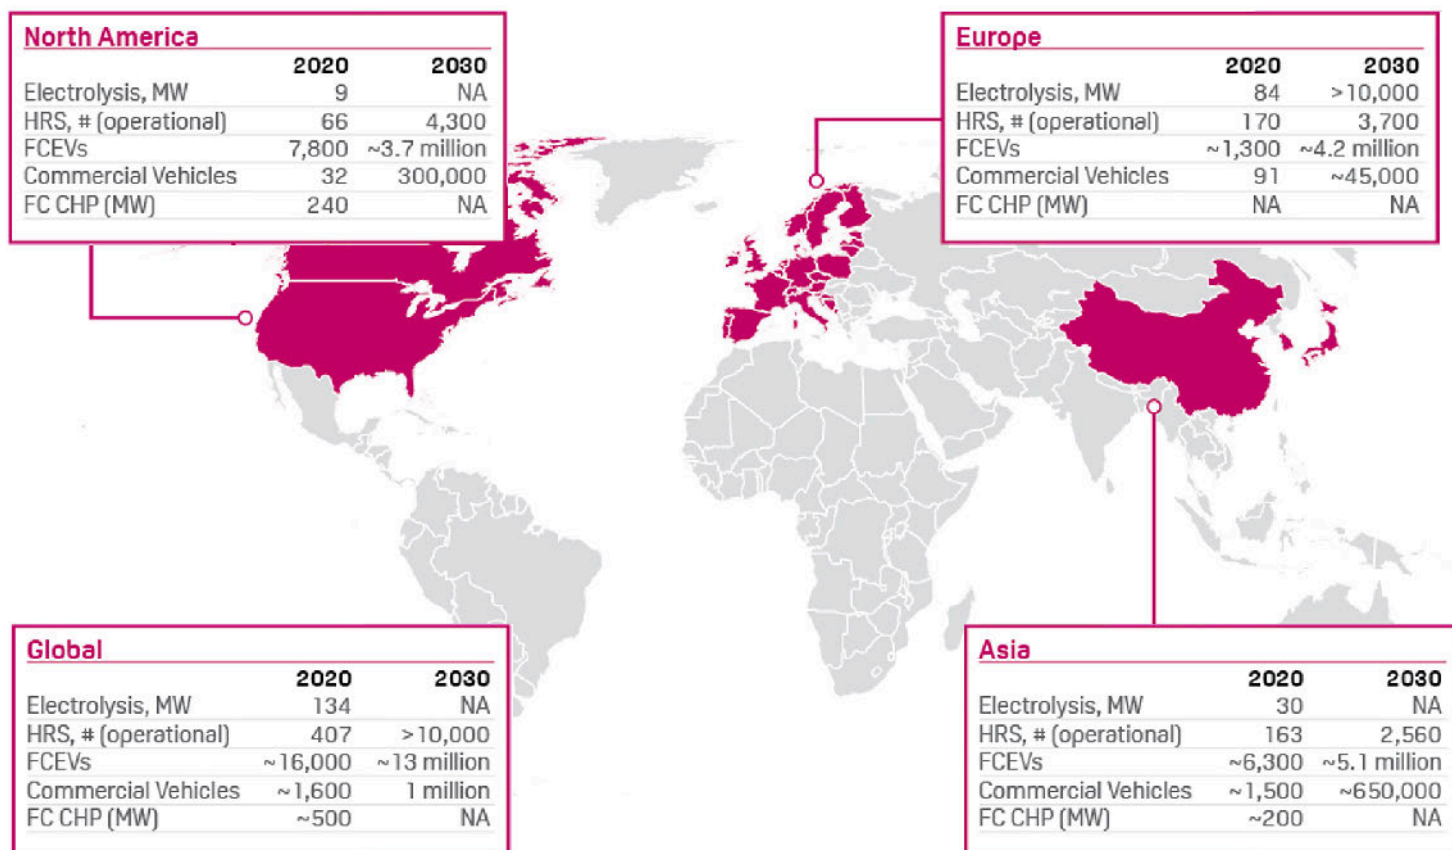 North America
2020 2030
Electrolysis, MW 9 NA
HRS, # (operational) 66 4,300
FCEVs 7,800 ~3.7 million
Commercial Vehicles 32 300,000
FC CHP (MW) 240 NA
Europe
2020 2030
Electrolysis, MW 84 >10,000
HRS, # (operational) 170 3,700
FCEVs ~1,300 ~4.2 million
Commercial Vehicles 91 ~45,000
FC CHP (MW) NA NA
Global
2020 2030
Electrolysis, MW 134 NA
HRS, # (operational) 407 >10,000
FCEVs ~16,000 ~13 million
Commercial Vehicles ~1,600 1 million
FC CHP (MW) ~500 NA
Asia
2020 2030
Electrolysis, MW 30 NA
HRS, # (operational) 163 2,560
FCEVs ~6,300 ~5.1 million
Commercial Vehicles ~1,500 ~650,000
FC CHP (MW) ~200 NA